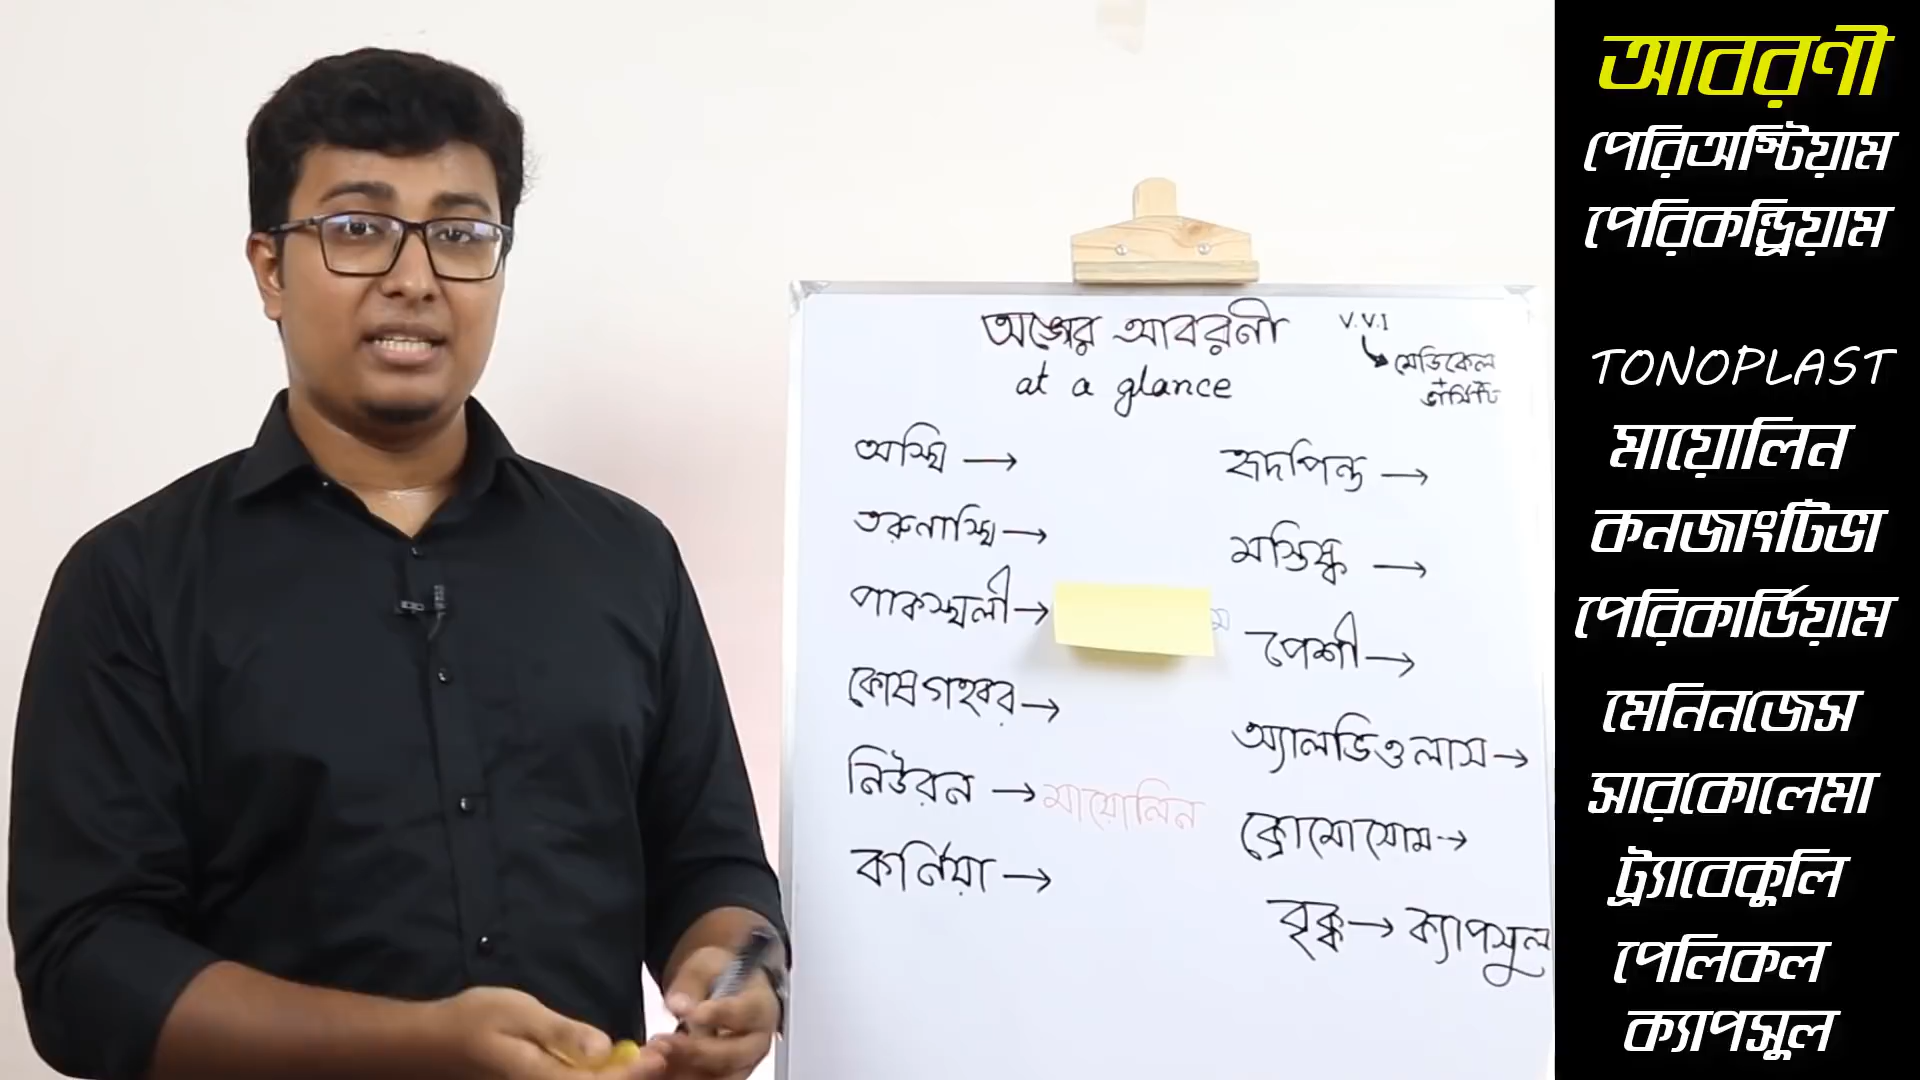 অঙ্গের আবরণী
at a glance
V.V.I
মেডিকেল
+
ভার্সিটি
অস্থি →
তরুনাস্থি →
পাকস্থলী →
ম
কোষগহ্বর →
নিউরন → মায়োলিন
কর্নিয়া →
হৃদপিন্ড →
মস্তিষ্ক →
পেশী →
অ্যালভিওলাস →
ক্রোমোসোম →
বৃক্ক → ক্যাপসুল
আবরণী
পেরিঅস্টিয়াম
পেরিকন্ড্রিয়াম
TONOPLAST
মায়োলিন
কনজাংটিভা
পেরিকার্ডিয়াম
মেনিনজেস
সারকোলেমা
ট্র্যাবেকুলি
পেলিকল
ক্যাপসুল